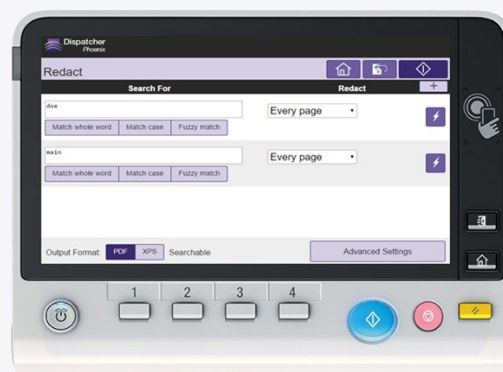 Dispatcher
Phoenix
Redact
Search For Redact +
doe
Every page
Match whole word Match case Fuzzy match
main
Every page
Match whole word Match case Fuzzy match
Output Format: PDF XPS Searchable Advanced Settings
1 2 3 4